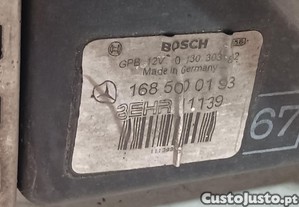 BOSCH
GPB 12V 0 130 303
Made in Germany
168 500 01 93
BEHR 1139
67
CustoJusto.pt